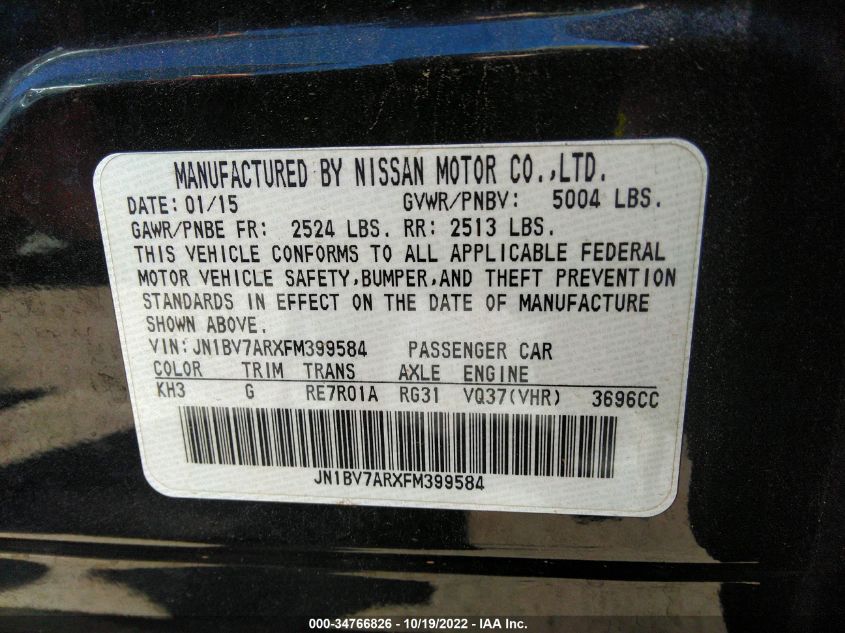 MANUFACTURED BY NISSAN MOTOR CO.,LTD.
DATE: 01/15 GVWR/PNBV: 5004 LBS.
GAWR/PNBE FR: 2524 LBS. RR: 2513 LBS.
THIS VEHICLE CONFORMS TO ALL APPLICABLE FEDERAL
MOTOR VEHICLE SAFETY,BUMPER,AND THEFT PREVENTION
STANDARDS IN EFFECT ON THE DATE OF MANUFACTURE
SHOWN ABOVE.
VIN: JN1BV7ARXFM399584 PASSENGER CAR
COLOR TRIM TRANS AXLE ENGINE
KH3 G RE7R01A RG31 VQ37(VHR) 3696CC
JN1BV7ARXFM399584
000-34766826 - 10/19/2022 - IAA Inc.